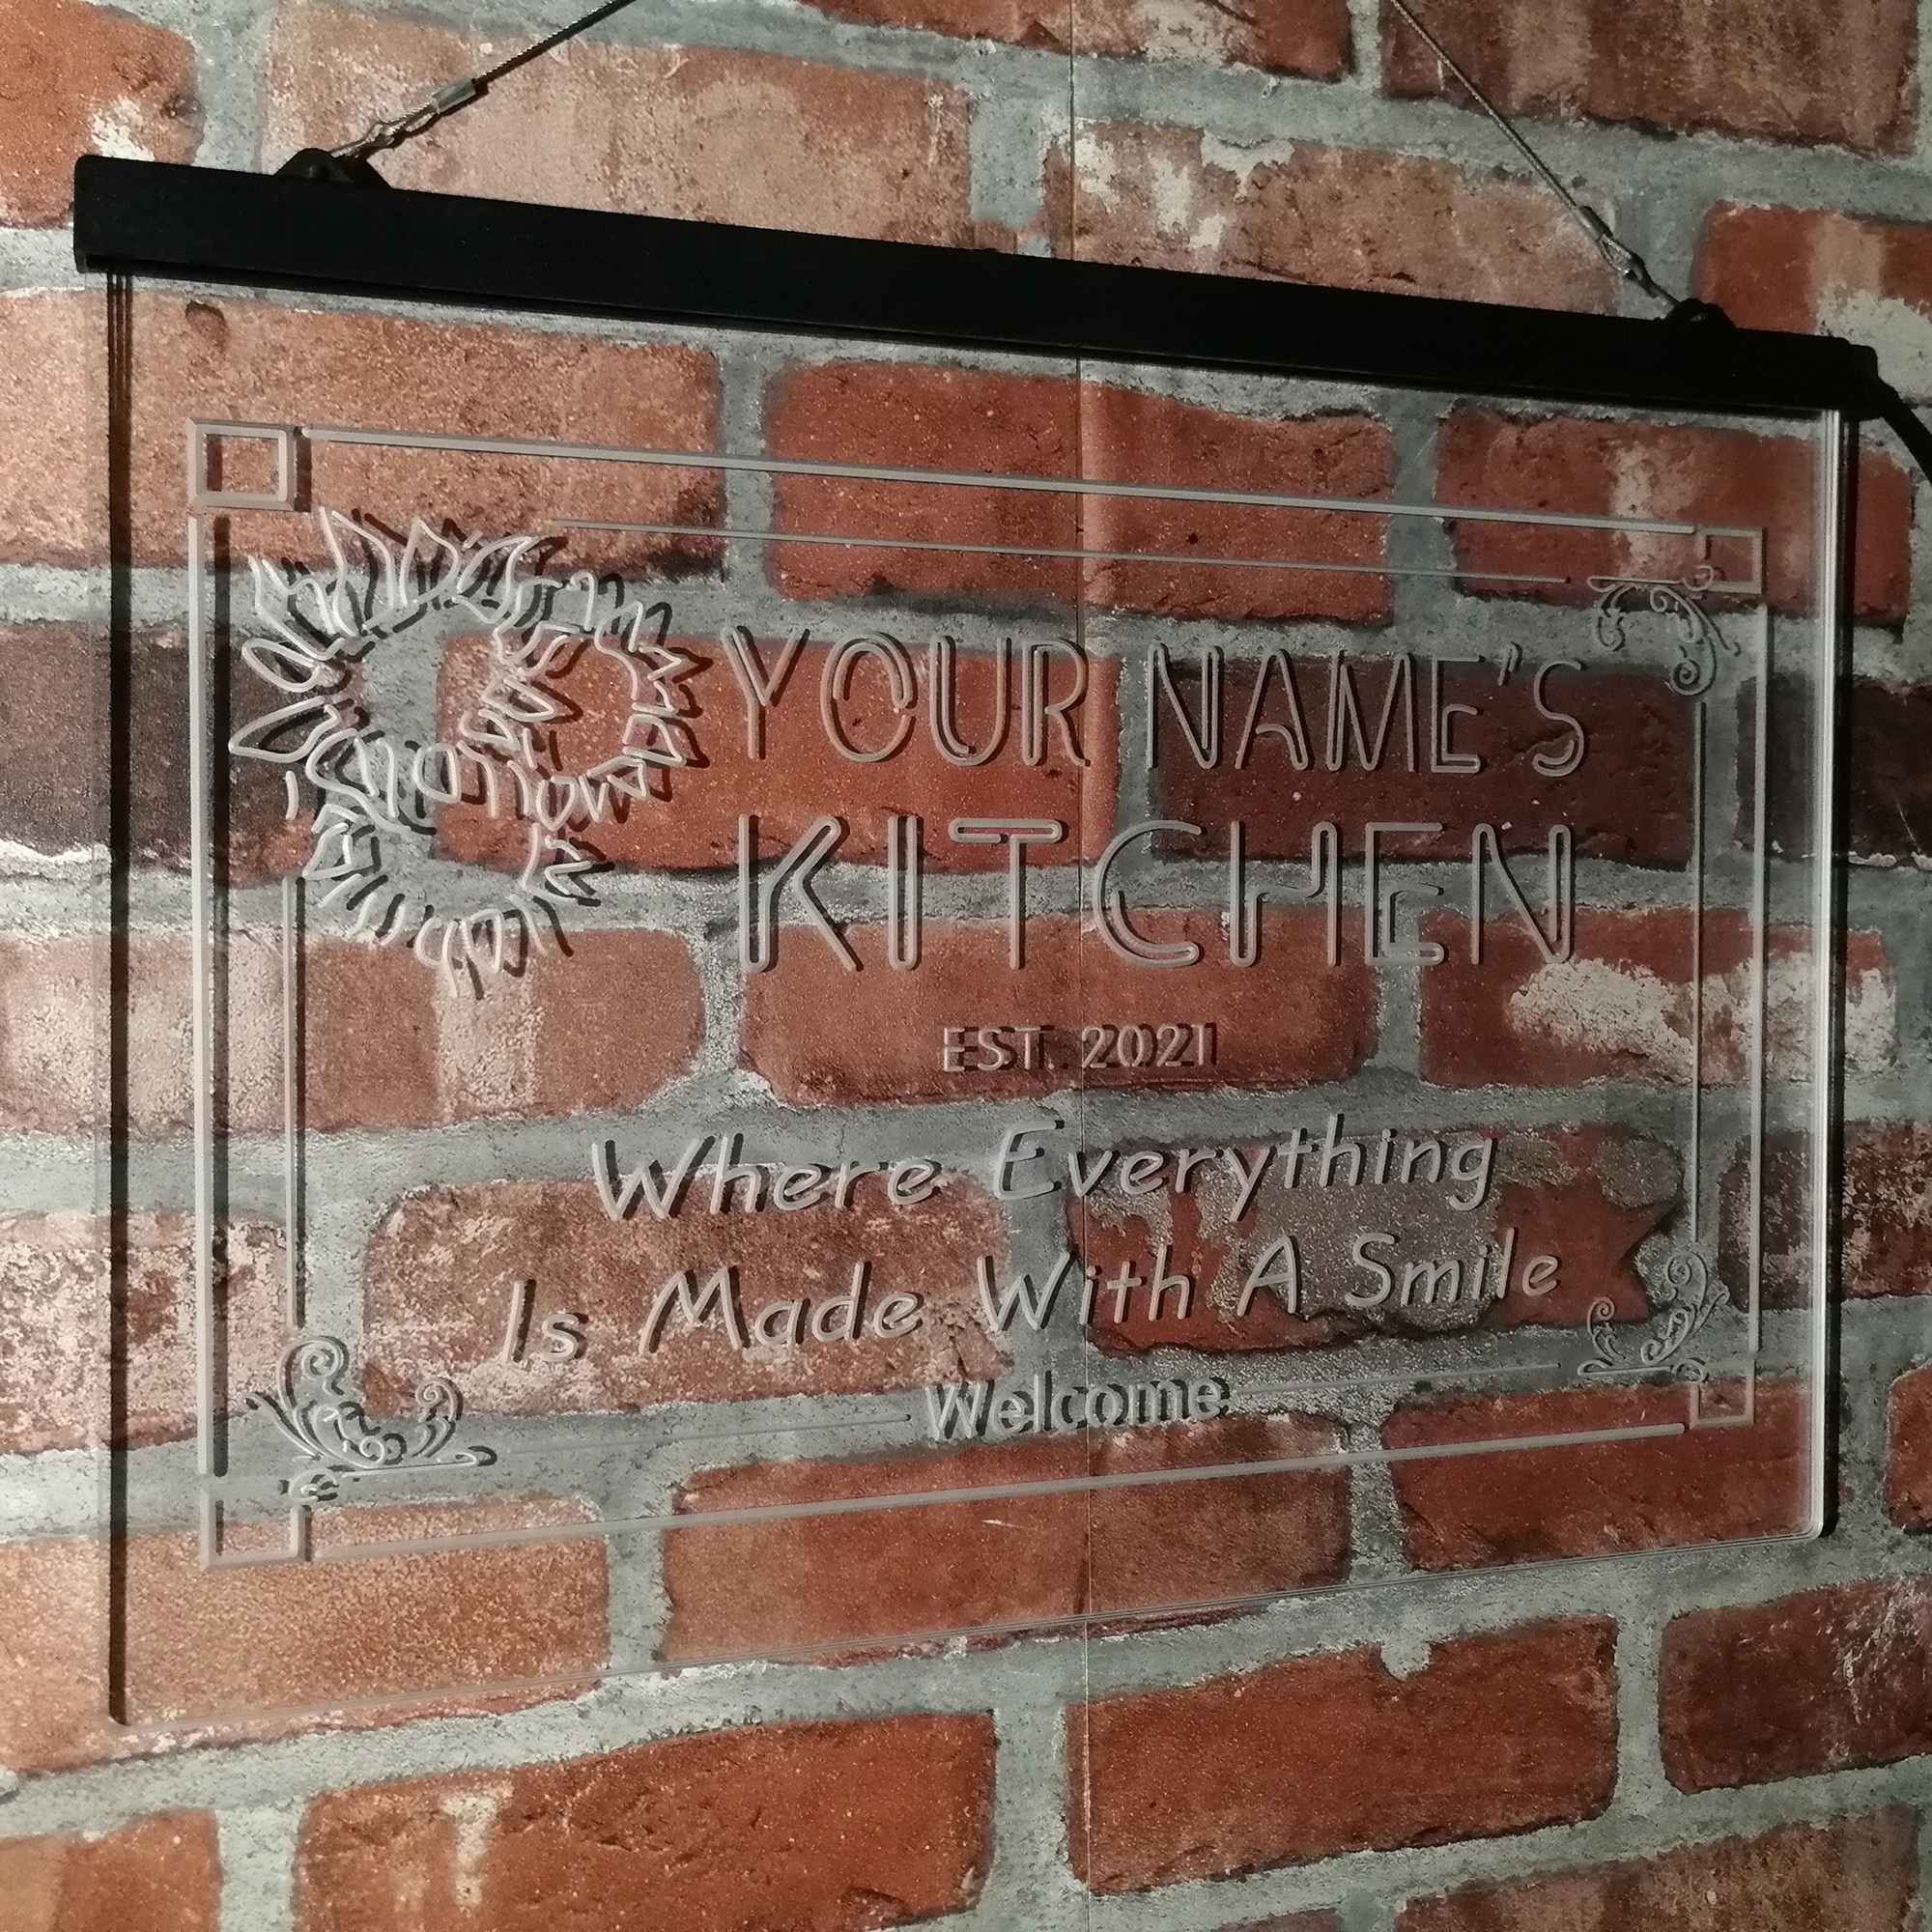 YOUR NAME'S
KITCHEN
EST. 2021
Where Everything
Is Made With A Smile
Welcome